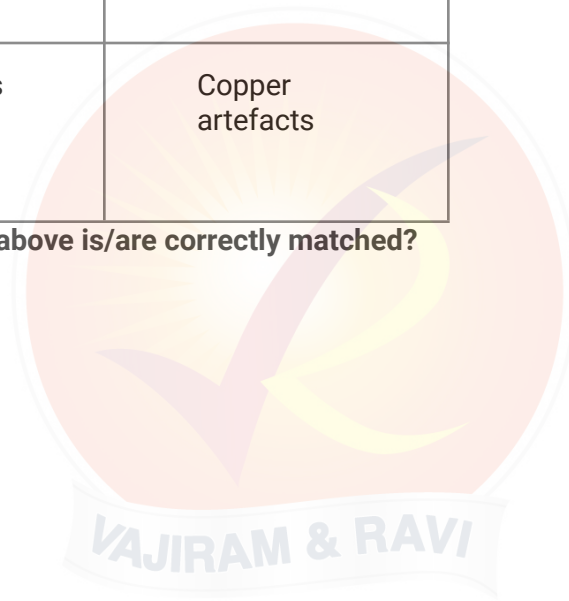 s
Copper
artefacts
above is/are correctly matched?
VAJIRAM & RAVI